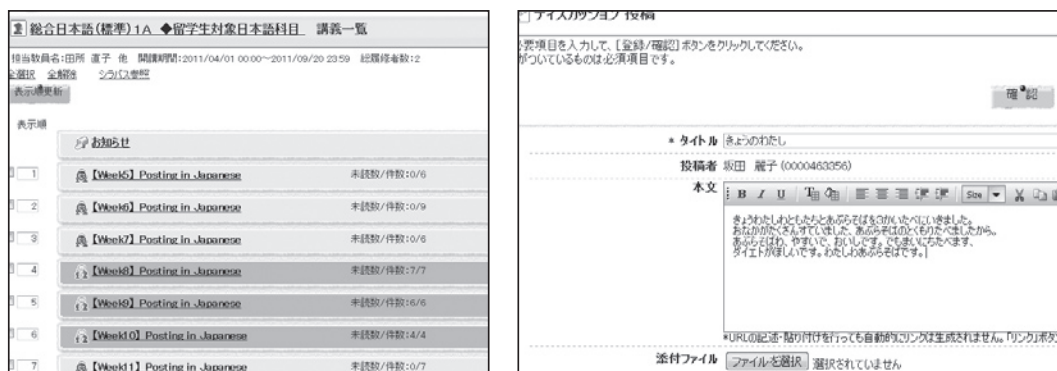 総合日本語(標準)1A ◆留学生対象日本語科目 講義一覧
担当教員名:田所 直子 他 開講期間:2011/04/01 00:00～2011/09/20 23:59 総履修者数:2
全選択 全解除 シラバス参照
表示順更新
表示順
お知らせ
1 【Week5】Posting in Japanese 未読数/件数:0/6
2 【Week6】Posting in Japanese 未読数/件数:0/9
3 【Week7】Posting in Japanese 未読数/件数:0/6
4 【Week8】Posting in Japanese 未読数/件数:7/7
5 【Week9】Posting in Japanese 未読数/件数:6/6
6 【Week10】Posting in Japanese 未読数/件数:4/4
7 【Week11】Posting in Japanese 未読数/件数:0/7
ディスカッション 投稿
必要項目を入力して、[登録/確認]ボタンをクリックしてください。
がついているものは必須項目です。
確認
* タイトル きょうのわたし
投稿者 坂田 麗子 (0000463356)
本文
B I U Size
きょうわたしわともたちとあぶらそばを3かいたべにいきました。
おなかがたくさんすていました、あぶらそばのとくもりたべましたから。
あぶらそばわ、やすいで、おいしです。でもまいにちたべます、
ダイエトがほしいです。わたしわあぶらそばです。
*URLの記述・貼り付けを行っても自動的にリンクは生成されません。「リンク」ボタ
添付ファイル ファイルを選択 選択されていません